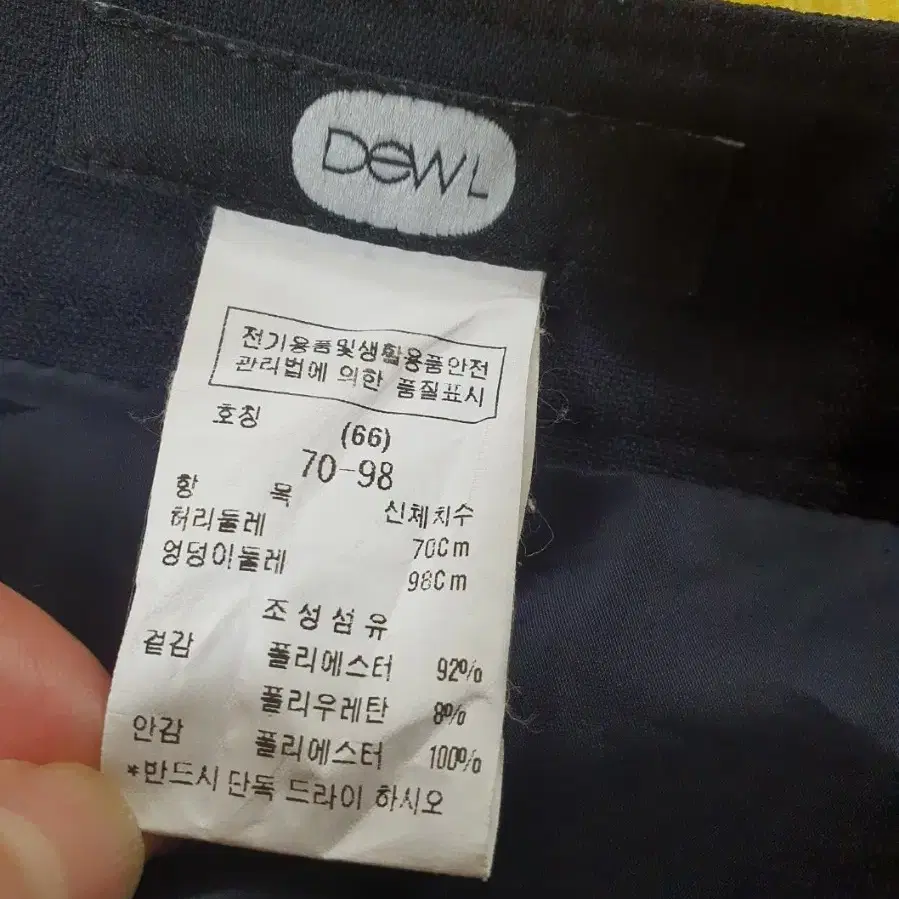 DeWL
전기용품및생활용품안전
관리법에 의한 품질표시
호칭 (66)
70-98
항 목 신체치수
허리둘레 70Cm
엉덩이둘레 98Cm
조성섬유
겉감 폴리에스터 92%
폴리우레탄 8%
안감 폴리에스터 100%
*반드시 단독 드라이 하시오